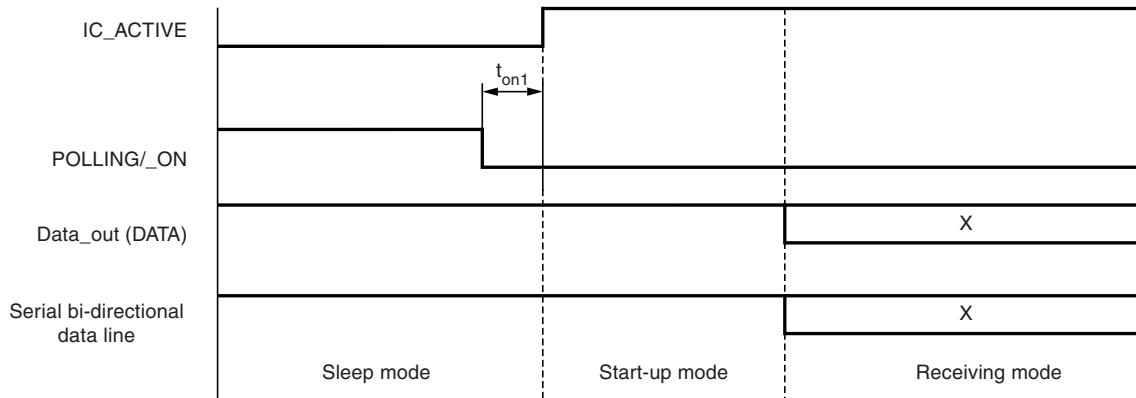 IC_ACTIVE
t_on1
POLLING/_ON
Data_out (DATA)
X
Serial bi-directional
data line
X
Sleep mode
Start-up mode
Receiving mode